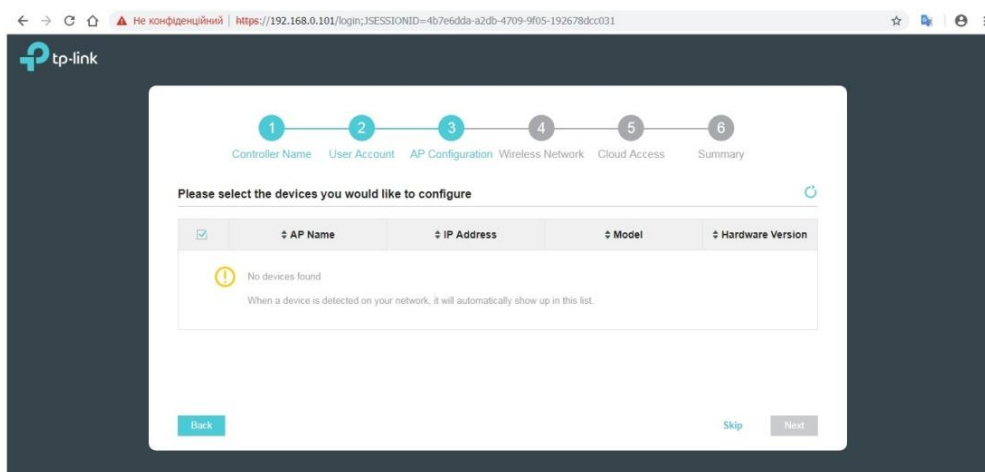 Не конфіденційний | https://192.168.0.101/login;JSESSIONID=4b7e6dda-a2db-4709-9f05-192678dcc031
tp-link
1 2 3 4 5 6
Controller Name User Account AP Configuration Wireless Network Cloud Access Summary
Please select the devices you would like to configure
AP Name IP Address Model Hardware Version
No devices found
When a device is detected on your network, it will automatically show up in this list.
Back Skip Next